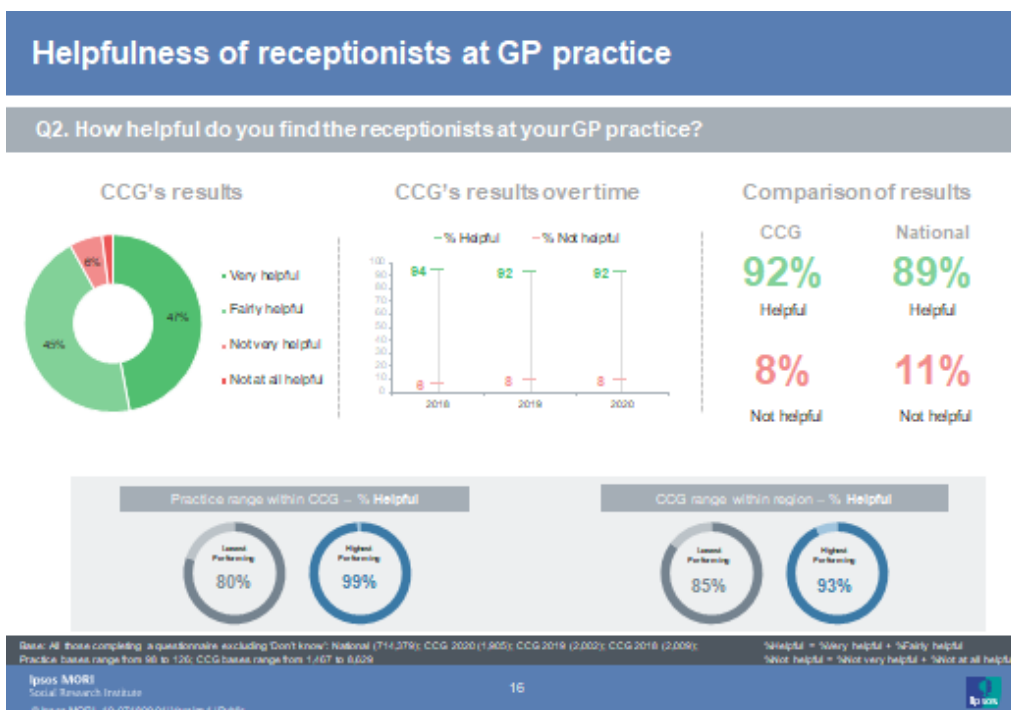 Helpfulness of receptionists at GP practice
Q2. How helpful do you find the receptionists at your GP practice?
CCG's results
47%
45%
6%
Very helpful
Fairly helpful
Not very helpful
Not at all helpful
CCG's results over time
% Helpful % Not helpful
100
90
80
70
60
50
40
30
20
10
0
94 92 92
6 8 8
2018 2019 2020
Comparison of results
CCG National
92% 89%
Helpful Helpful
8% 11%
Not helpful Not helpful
Practice range within CCG – % Helpful
Lowest Performing
80%
Highest Performing
99%
CCG range within region – % Helpful
Lowest Performing
85%
Highest Performing
93%
Base: All those completing a questionnaire excluding 'Don't know': National (714,379); CCG 2020 (1,905); CCG 2019 (2,002); CCG 2018 (2,009);
Practice bases range from 98 to 126; CCG bases range from 1,467 to 8,629
%Helpful = %Very helpful + %Fairly helpful
%Not helpful = %Not very helpful + %Not at all helpful
Ipsos MORI
Social Research Institute
16
Ipsos